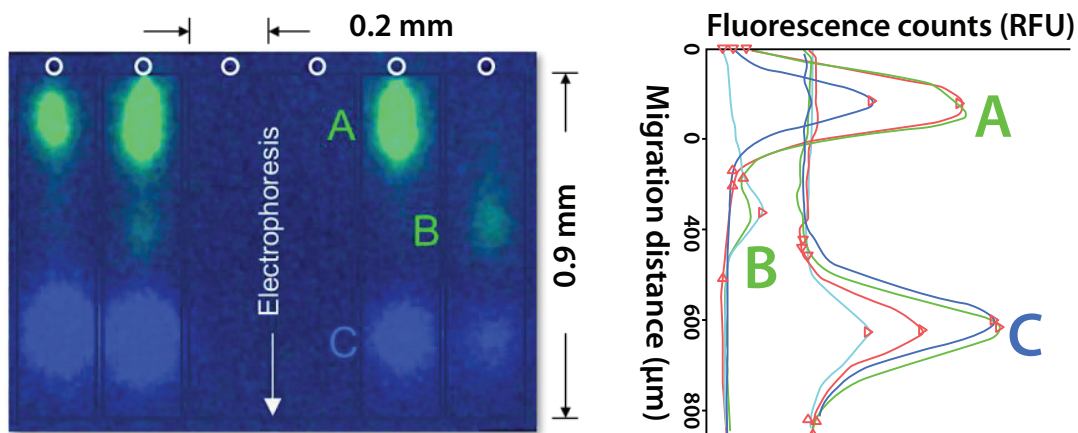 0.2 mm
A
B
C
Electrophoresis
0.9 mm
Fluorescence counts (RFU)
Migration distance (µm)
0
0
400
600
800
A
B
C